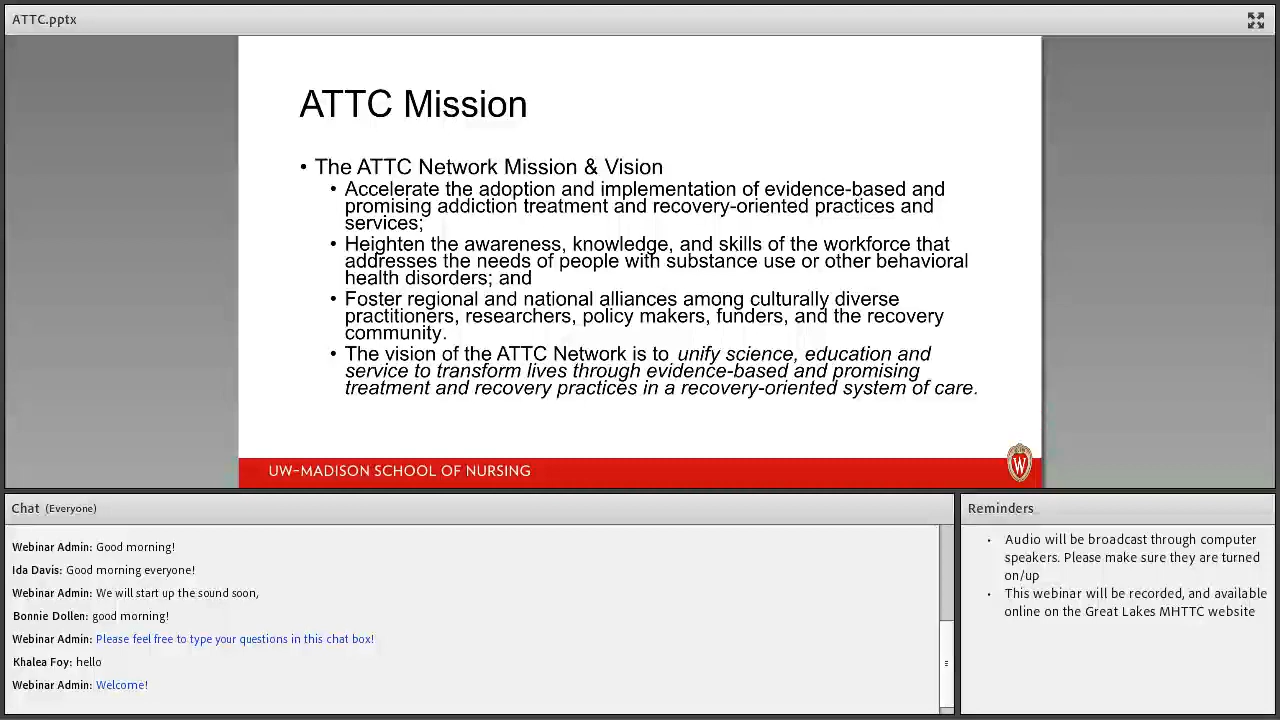 ATTC.pptx
ATTC Mission
• The ATTC Network Mission & Vision
• Accelerate the adoption and implementation of evidence-based and
promising addiction treatment and recovery-oriented practices and
services;
• Heighten the awareness, knowledge, and skills of the workforce that
addresses the needs of people with substance use or other behavioral
health disorders; and
• Foster regional and national alliances among culturally diverse
practitioners, researchers, policy makers, funders, and the recovery
community.
• The vision of the ATTC Network is to unify science, education and
service to transform lives through evidence-based and promising
treatment and recovery practices in a recovery-oriented system of care.
UW-MADISON SCHOOL OF NURSING
W
Chat (Everyone)
Webinar Admin: Good morning!
Ida Davis: Good morning everyone!
Webinar Admin: We will start up the sound soon,
Bonnie Dollen: good morning!
Webinar Admin: Please feel free to type your questions in this chat box!
Khalea Foy: hello
Webinar Admin: Welcome!
Reminders
• Audio will be broadcast through computer
speakers. Please make sure they are turned
on/up
• This webinar will be recorded, and available
online on the Great Lakes MHTTC website